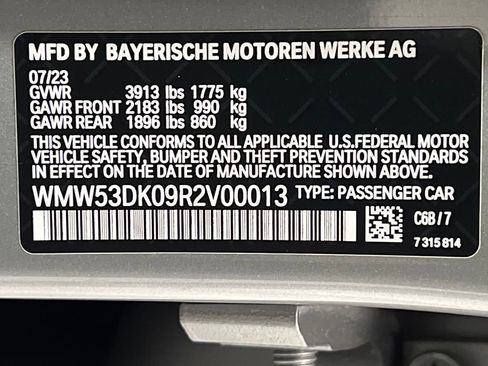 MFD BY BAYERISCHE MOTOREN WERKE AG
07/23
GVWR 3913 lbs 1775 kg
GAWR FRONT 2183 lbs 990 kg
GAWR REAR 1896 lbs 860 kg
THIS VEHICLE CONFORMS TO ALL APPLICABLE U.S.FEDERAL MOTOR
VEHICLE SAFETY, BUMPER AND THEFT PREVENTION STANDARDS
IN EFFECT ON THE DATE OF MANUFACTURE SHOWN ABOVE.
WMW53DK09R2V00013 TYPE: PASSENGER CAR
C6B/7
7 315 814